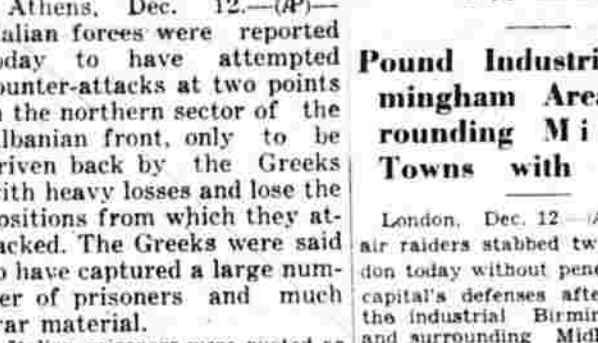 Athens, Dec. 12.—(AP)—
alian forces were reported
oday to have attempted
ounter-attacks at two points
n the northern sector of the
lbanian front, only to be
riven back by the Greeks
ith heavy losses and lose the
ositions from which they at-
acked. The Greeks were said
o have captured a large num-
er of prisoners and much
ar material.
Pound Industri
mingham Area
rounding Mi
Towns with
London, Dec. 12 —(A
air raiders stabbed tw
don today without pene
capital's defenses afte
the industrial Birmin
and surrounding Midl